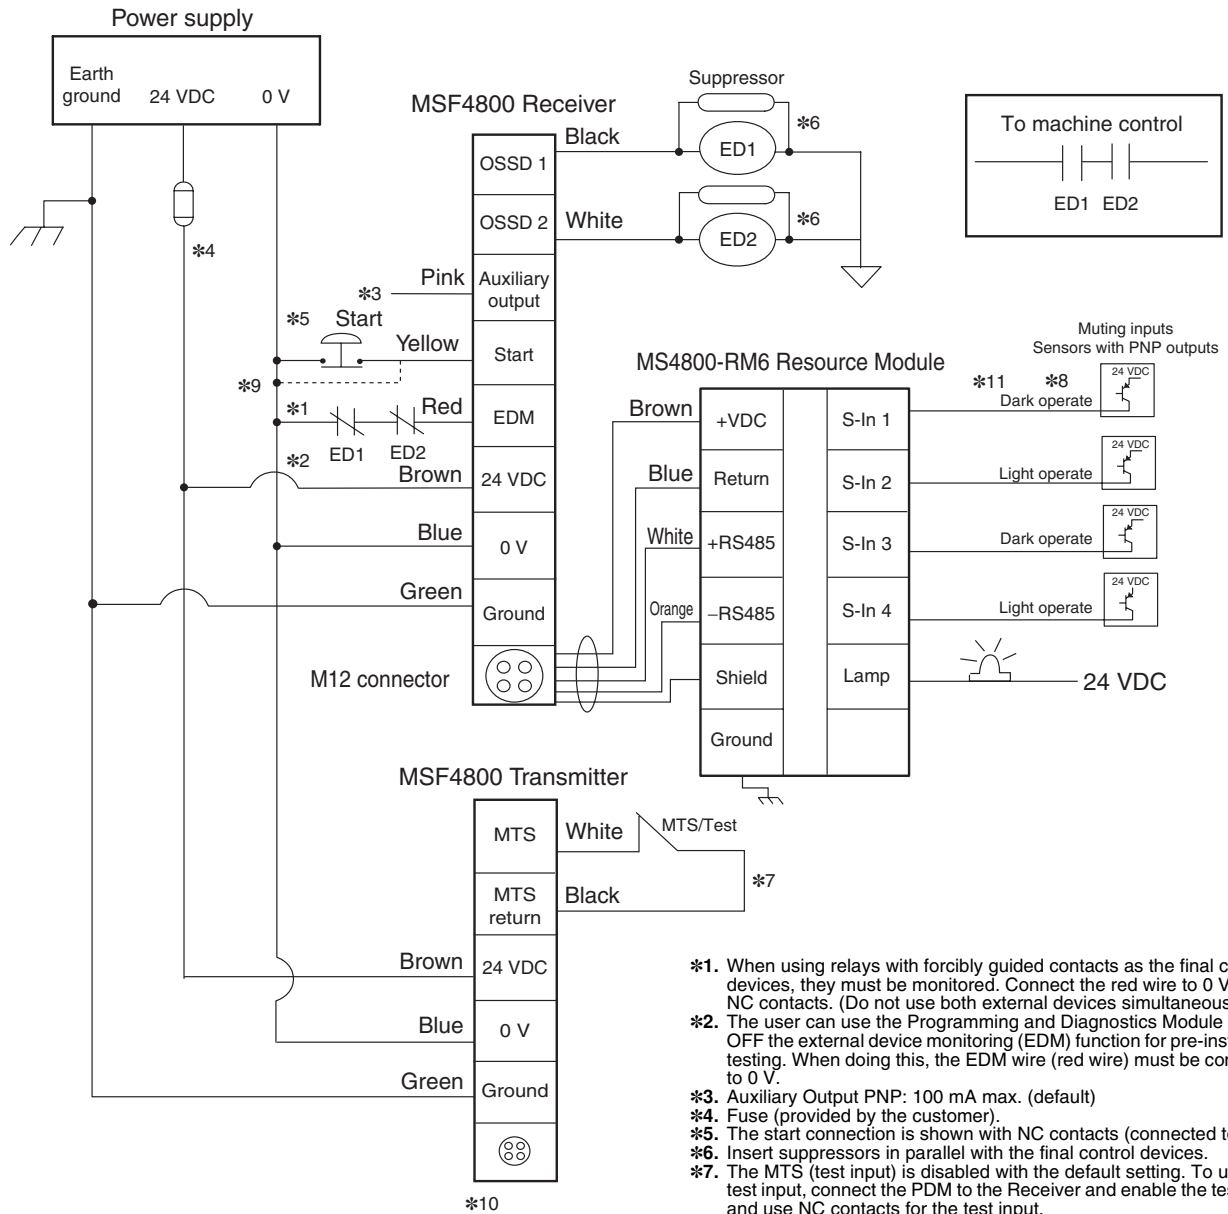 Power supply
Earth ground
24 VDC
0 V
MSF4800 Receiver
OSSD 1
Black
OSSD 2
White
Auxiliary output
Pink
*3
Start
Yellow
*5
Start
*9
EDM
Red
*1
*2
ED1
ED2
24 VDC
Brown
0 V
Blue
Ground
Green
M12 connector
*4
Suppressor
ED1
*6
ED2
*6
To machine control
ED1 ED2
MS4800-RM6 Resource Module
Brown
+VDC
Blue
Return
White
+RS485
Orange
–RS485
Shield
Ground
S-In 1
S-In 2
S-In 3
S-In 4
Lamp
Muting inputs
Sensors with PNP outputs
*11
*8
Dark operate
24 VDC
Light operate
24 VDC
Dark operate
24 VDC
Light operate
24 VDC
24 VDC
MSF4800 Transmitter
MTS
White
MTS/Test
MTS return
Black
*7
24 VDC
Brown
0 V
Blue
Ground
Green
*10
*1. When using relays with forcibly guided contacts as the final c
devices, they must be monitored. Connect the red wire to 0 V
NC contacts. (Do not use both external devices simultaneous
*2. The user can use the Programming and Diagnostics Module
OFF the external device monitoring (EDM) function for pre-ins
testing. When doing this, the EDM wire (red wire) must be cor
to 0 V.
*3. Auxiliary Output PNP: 100 mA max. (default)
*4. Fuse (provided by the customer).
*5. The start connection is shown with NC contacts (connected t
*6. Insert suppressors in parallel with the final control devices.
*7. The MTS (test input) is disabled with the default setting. To u
test input, connect the PDM to the Receiver and enable the te
and use NC contacts for the test input.